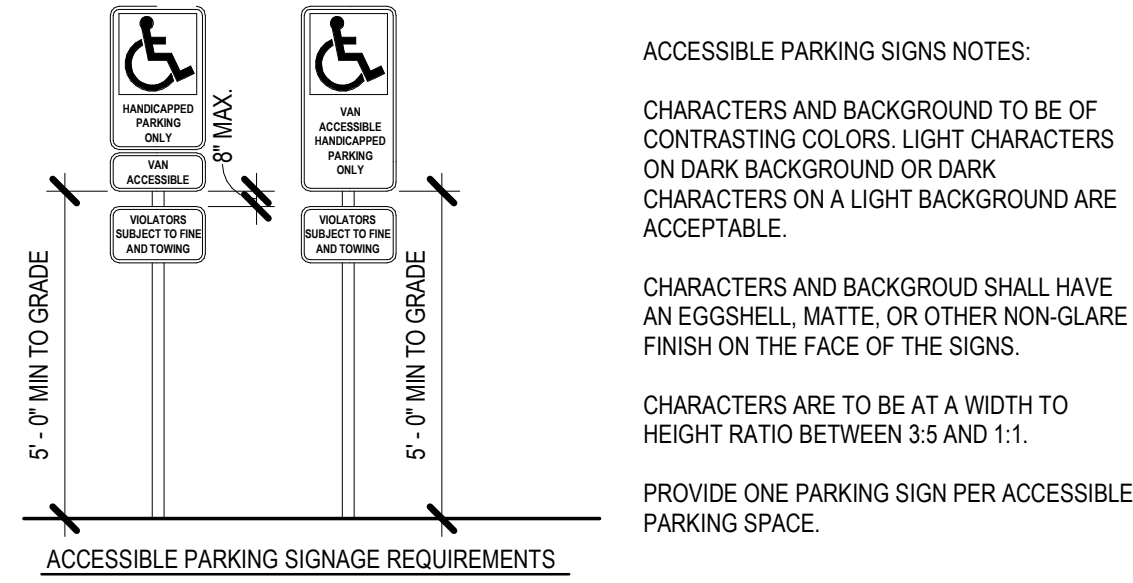 HANDICAPPED
PARKING
ONLY
VAN
ACCESSIBLE
VIOLATORS
SUBJECT TO FINE
AND TOWING
8" MAX.
VAN
ACCESSIBLE
HANDICAPPED
PARKING
ONLY
VIOLATORS
SUBJECT TO FINE
AND TOWING
5' - 0" MIN TO GRADE
5' - 0" MIN TO GRADE
ACCESSIBLE PARKING SIGNAGE REQUIREMENTS
ACCESSIBLE PARKING SIGNS NOTES:
CHARACTERS AND BACKGROUND TO BE OF
CONTRASTING COLORS. LIGHT CHARACTERS
ON DARK BACKGROUND OR DARK
CHARACTERS ON A LIGHT BACKGROUND ARE
ACCEPTABLE.
CHARACTERS AND BACKGROUD SHALL HAVE
AN EGGSHELL, MATTE, OR OTHER NON-GLARE
FINISH ON THE FACE OF THE SIGNS.
CHARACTERS ARE TO BE AT A WIDTH TO
HEIGHT RATIO BETWEEN 3:5 AND 1:1.
PROVIDE ONE PARKING SIGN PER ACCESSIBLE
PARKING SPACE.